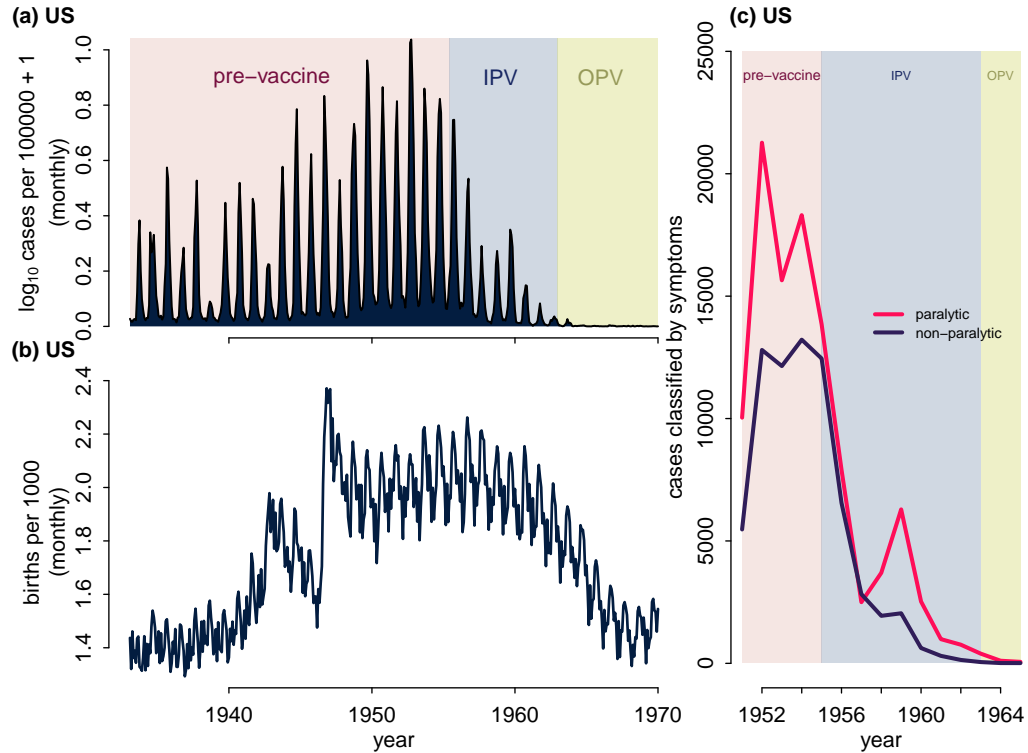 (a) US
log10 cases per 100000 + 1
(monthly)
0.0 0.2 0.4 0.6 0.8 1.0
pre−vaccine
IPV
OPV
(b) US
births per 1000
(monthly)
1.4 1.6 1.8 2.0 2.2 2.4
1940 1950 1960 1970
year
(c) US
cases classified by symptoms
0 5000 10000 15000 20000 25000
pre−vaccine
IPV
OPV
paralytic
non−paralytic
1952 1956 1960 1964
year